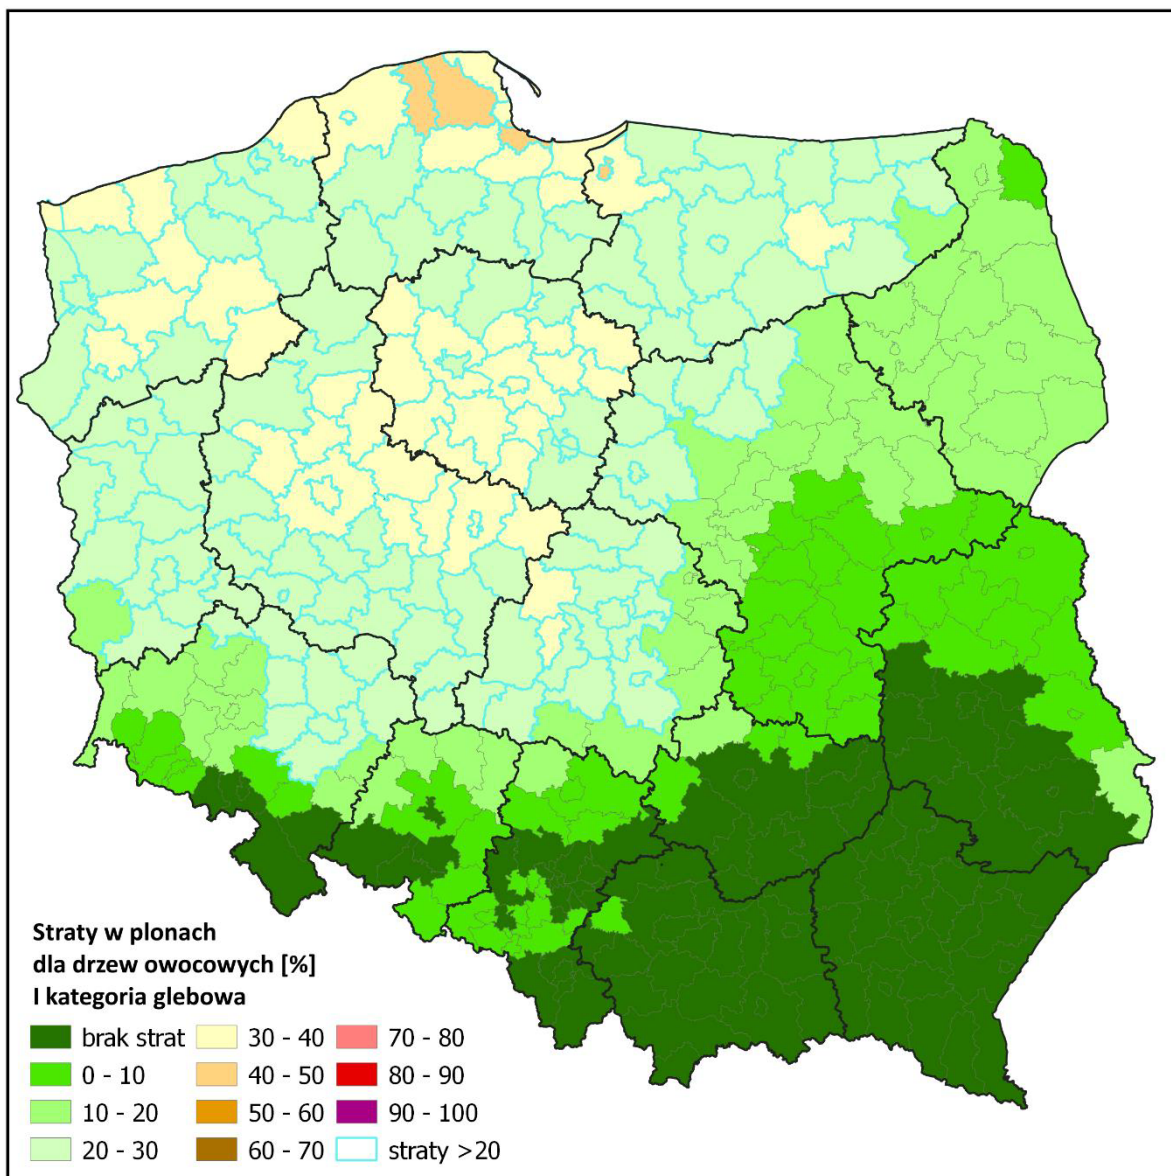 Straty w plonach
dla drzew owocowych [%]
I kategoria glebowa
brak strat
0 - 10
10 - 20
20 - 30
30 - 40
40 - 50
50 - 60
60 - 70
70 - 80
80 - 90
90 - 100
straty >20